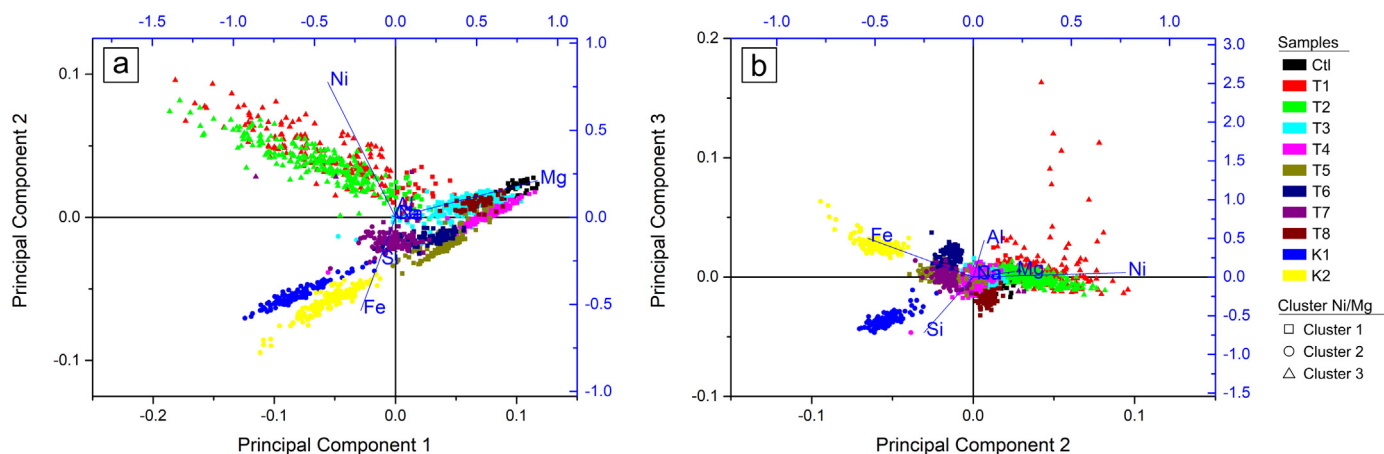 -1.5 -1.0 -0.5 0.0 0.5 1.0
a
Ni
Mg
Al
Na
Si
Fe
0.1
0.0
-0.1
1.0
0.5
0.0
-0.5
-1.0
-0.2 -0.1 0.0 0.1
Principal Component 2
Principal Component 1
-1.0 -0.5 0.0 0.5 1.0
b
Fe
Al
Na
Mg
Ni
Si
0.2
0.1
0.0
-0.1
3.0
2.5
2.0
1.5
1.0
0.5
0.0
-0.5
-1.0
-1.5
-0.1 0.0 0.1
Principal Component 3
Principal Component 2
Samples
Ctl
T1
T2
T3
T4
T5
T6
T7
T8
K1
K2
Cluster Ni/Mg
Cluster 1
Cluster 2
Cluster 3